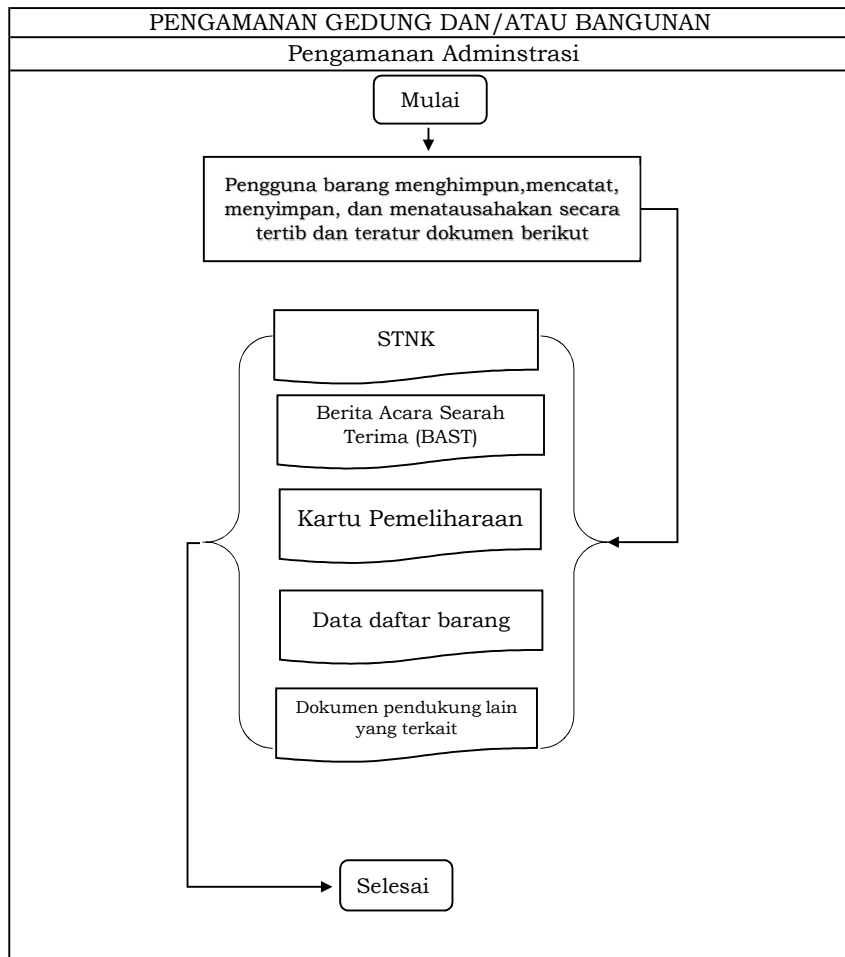 PENGAMANAN GEDUNG DAN/ATAU BANGUNAN
Pengamanan Adminstrasi
Mulai
Pengguna barang menghimpun,mencatat,
menyimpan, dan menatausahakan secara
tertib dan teratur dokumen berikut
STNK
Berita Acara Searah
Terima (BAST)
Kartu Pemeliharaan
Data daftar barang
Dokumen pendukung lain
yang terkait
Selesai